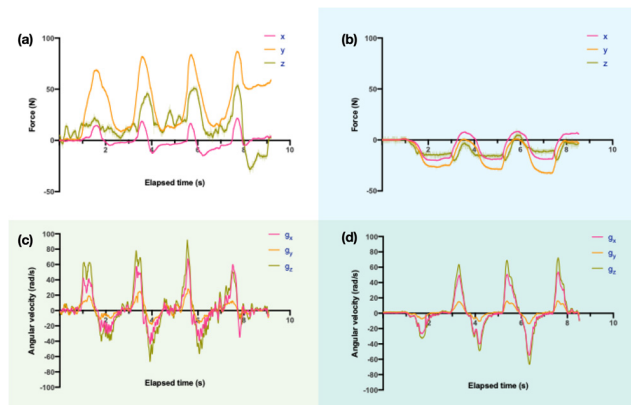 (a)
x
y
z
100
50
0
-50
2
4
6
8
10
Force (N)
Elapsed time (s)
(b)
x
y
z
100
50
0
-50
2
4
6
8
10
Force (N)
Elapsed time (s)
(c)
gx
gy
gz
100
80
60
40
20
0
-20
-40
-60
-80
-100
2
4
6
8
10
Angular velocity (rad/s)
Elapsed time (s)
(d)
gx
gy
gz
100
80
60
40
20
0
-20
-40
-60
-80
-100
2
4
6
8
10
Angular velocity (rad/s)
Elapsed time (s)